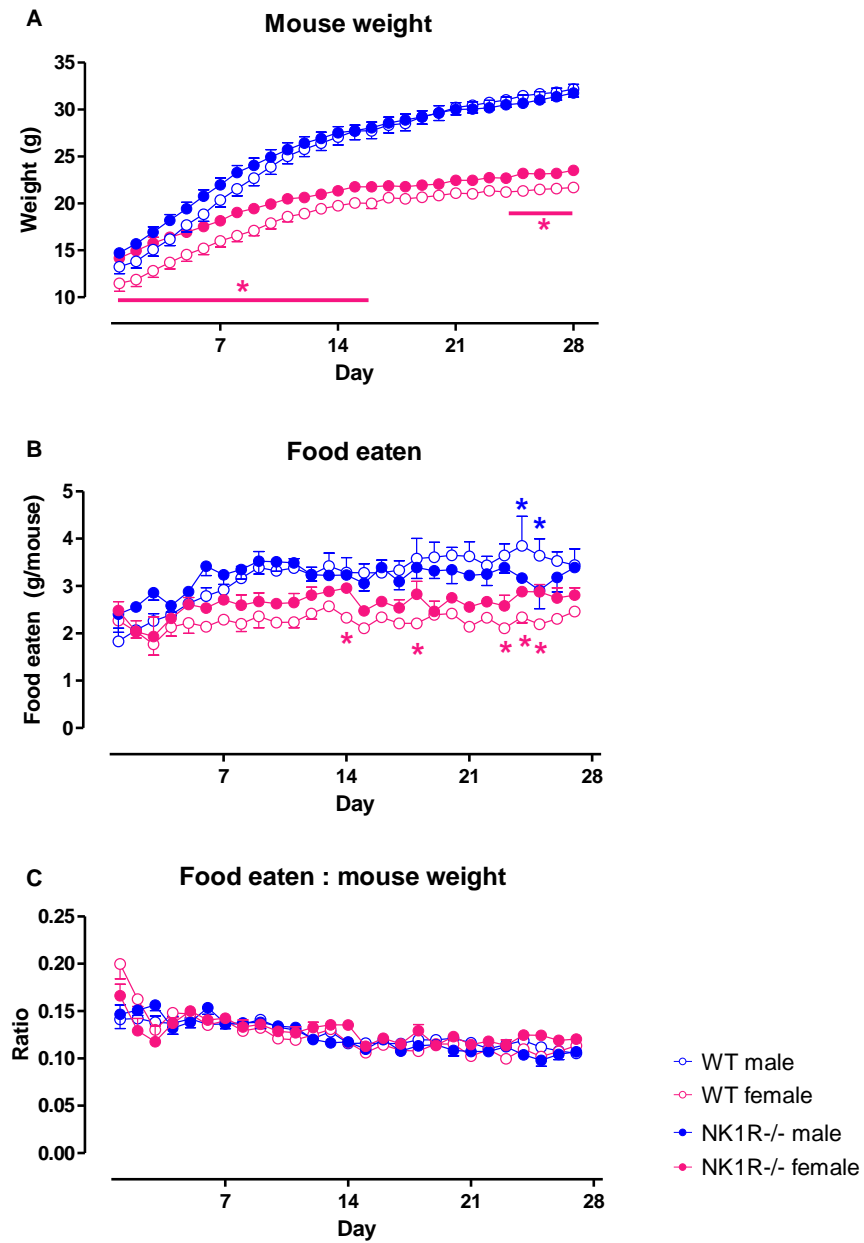 A
Mouse weight
35
30
25
20
15
10
Weight (g)
*
*
7 14 21 28
Day
B
Food eaten
5
4
3
2
1
0
Food eaten (g/mouse)
* *
* * * * *
7 14 21 28
Day
C
Food eaten : mouse weight
0.25
0.20
0.15
0.10
0.05
0.00
Ratio
7 14 21 28
Day
WT male
WT female
NK1R-/- male
NK1R-/- female